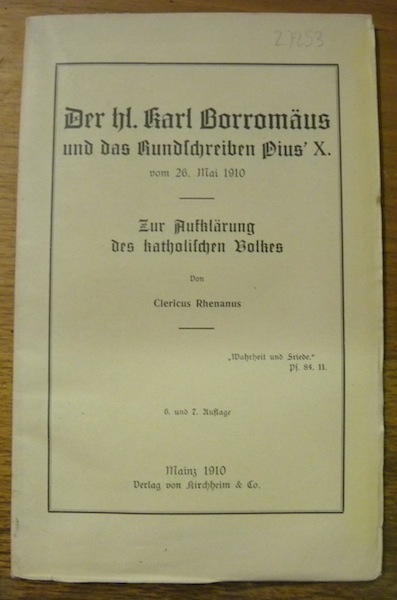 27253
Der hl. Karl Borromäus
und das Rundschreiben Pius' X.
vom 26. Mai 1910
Zur Aufklärung
des katholischen Volkes
Von
Clericus Rhenanus
„Wahrheit und Friede."
Pf. 84. 11.
6. und 7. Auflage
Mainz 1910
Verlag von Kirchheim & Co.